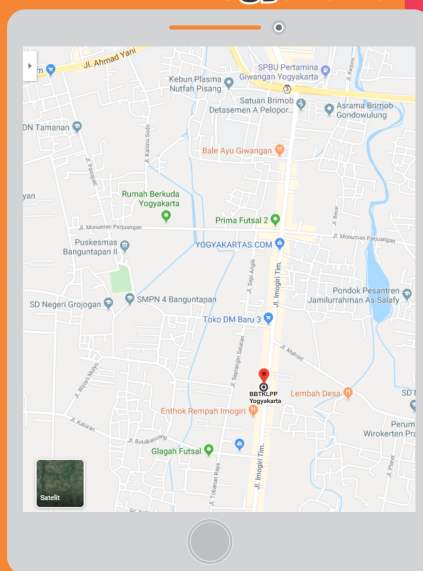 Jl. Ahmad Yani
SPBU Pertamina
Giwangan Yogyakarta
Kebun Plasma
Nutfah Pisang
Satuan Brimob
Detasemen A Pelopor...
Asrama Brimob
Gondowulung
DN Tamanan
Bale Ayu Giwangan
Rumah Berkuda
Yogyakarta
Prima Futsal 2
Jl. Monumen Perjuangan
Jl. Monumen Perjuangan
Puskesmas
Banguntapan II
YOGYAKARTAS.COM
Jl. Imogiri Tim.
Pondok Pesantren
Jamilurrahman As-Salafy
SD Negeri Grojogan
SMPN 4 Banguntapan
Toko DM Baru 3
BBTKLPP
Yogyakarta
Lembah Desa
SD
Enthok Rempah Imogiri
Perum
Wirokerten Pra
Glagah Futsal
Jl. Imogiri Tim.
Satelit